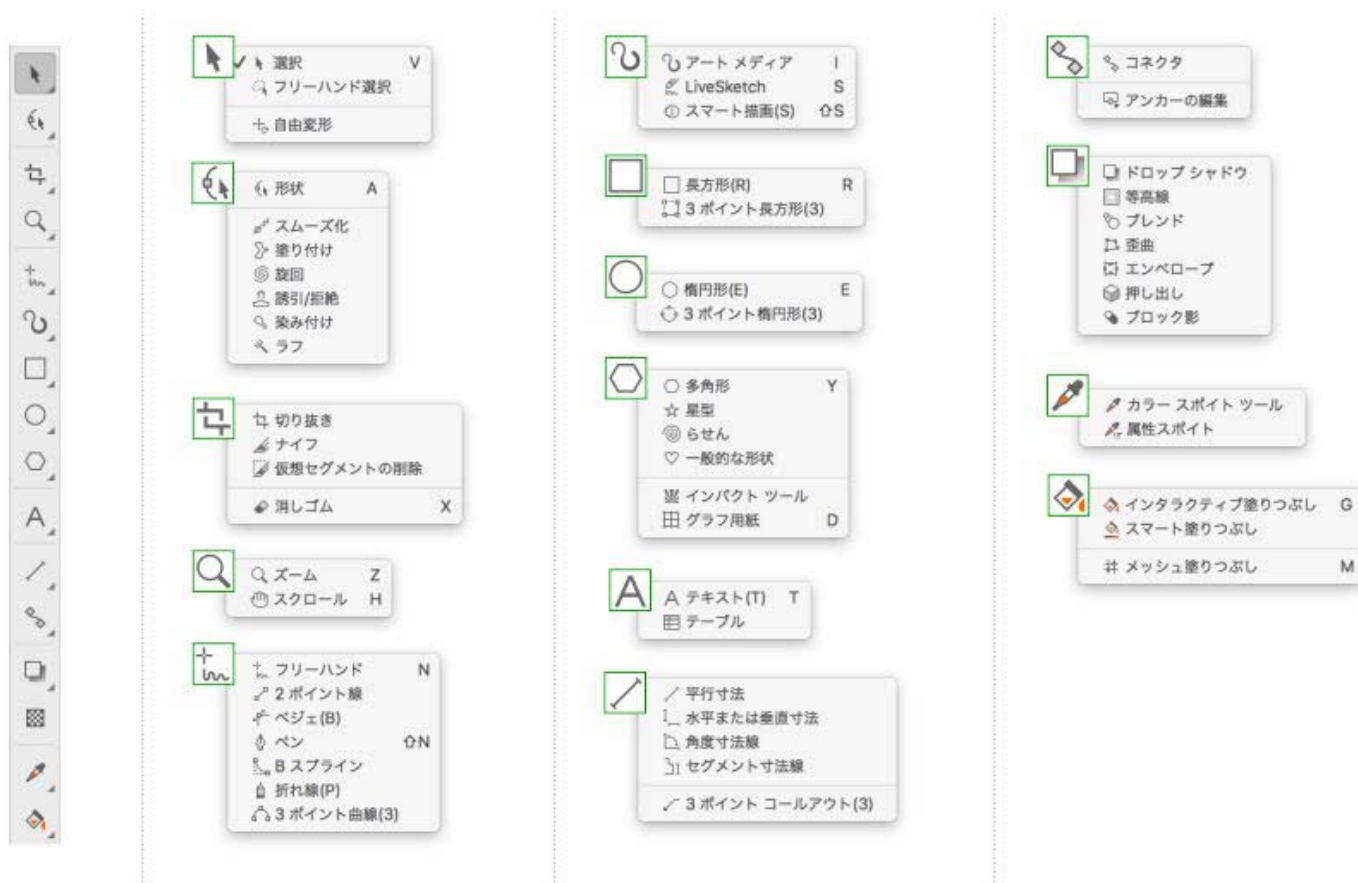 選択 V
フリーハンド選択
自由変形
形状 A
スムーズ化
塗り付け
旋回
誘引/拒絶
染み付け
ラフ
切り抜き
ナイフ
仮想セグメントの削除
消しゴム X
ズーム Z
スクロール H
フリーハンド N
2 ポイント線
ベジェ(B)
ペン ⇧N
B スプライン
折れ線(P)
3 ポイント曲線(3)
アート メディア I
LiveSketch S
スマート描画(S) ⇧S
長方形(R) R
3 ポイント長方形(3)
楕円形(E) E
3 ポイント楕円形(3)
多角形 Y
星型
らせん
一般的な形状
インパクト ツール
グラフ用紙 D
テキスト(T) T
テーブル
平行寸法
水平または垂直寸法
角度寸法線
セグメント寸法線
3 ポイント コールアウト(3)
コネクタ
アンカーの編集
ドロップ シャドウ
等高線
ブレンド
歪曲
エンベロープ
押し出し
ブロック影
カラー スポイト ツール
属性スポイト
インタラクティブ塗りつぶし G
スマート塗りつぶし
メッシュ塗りつぶし M